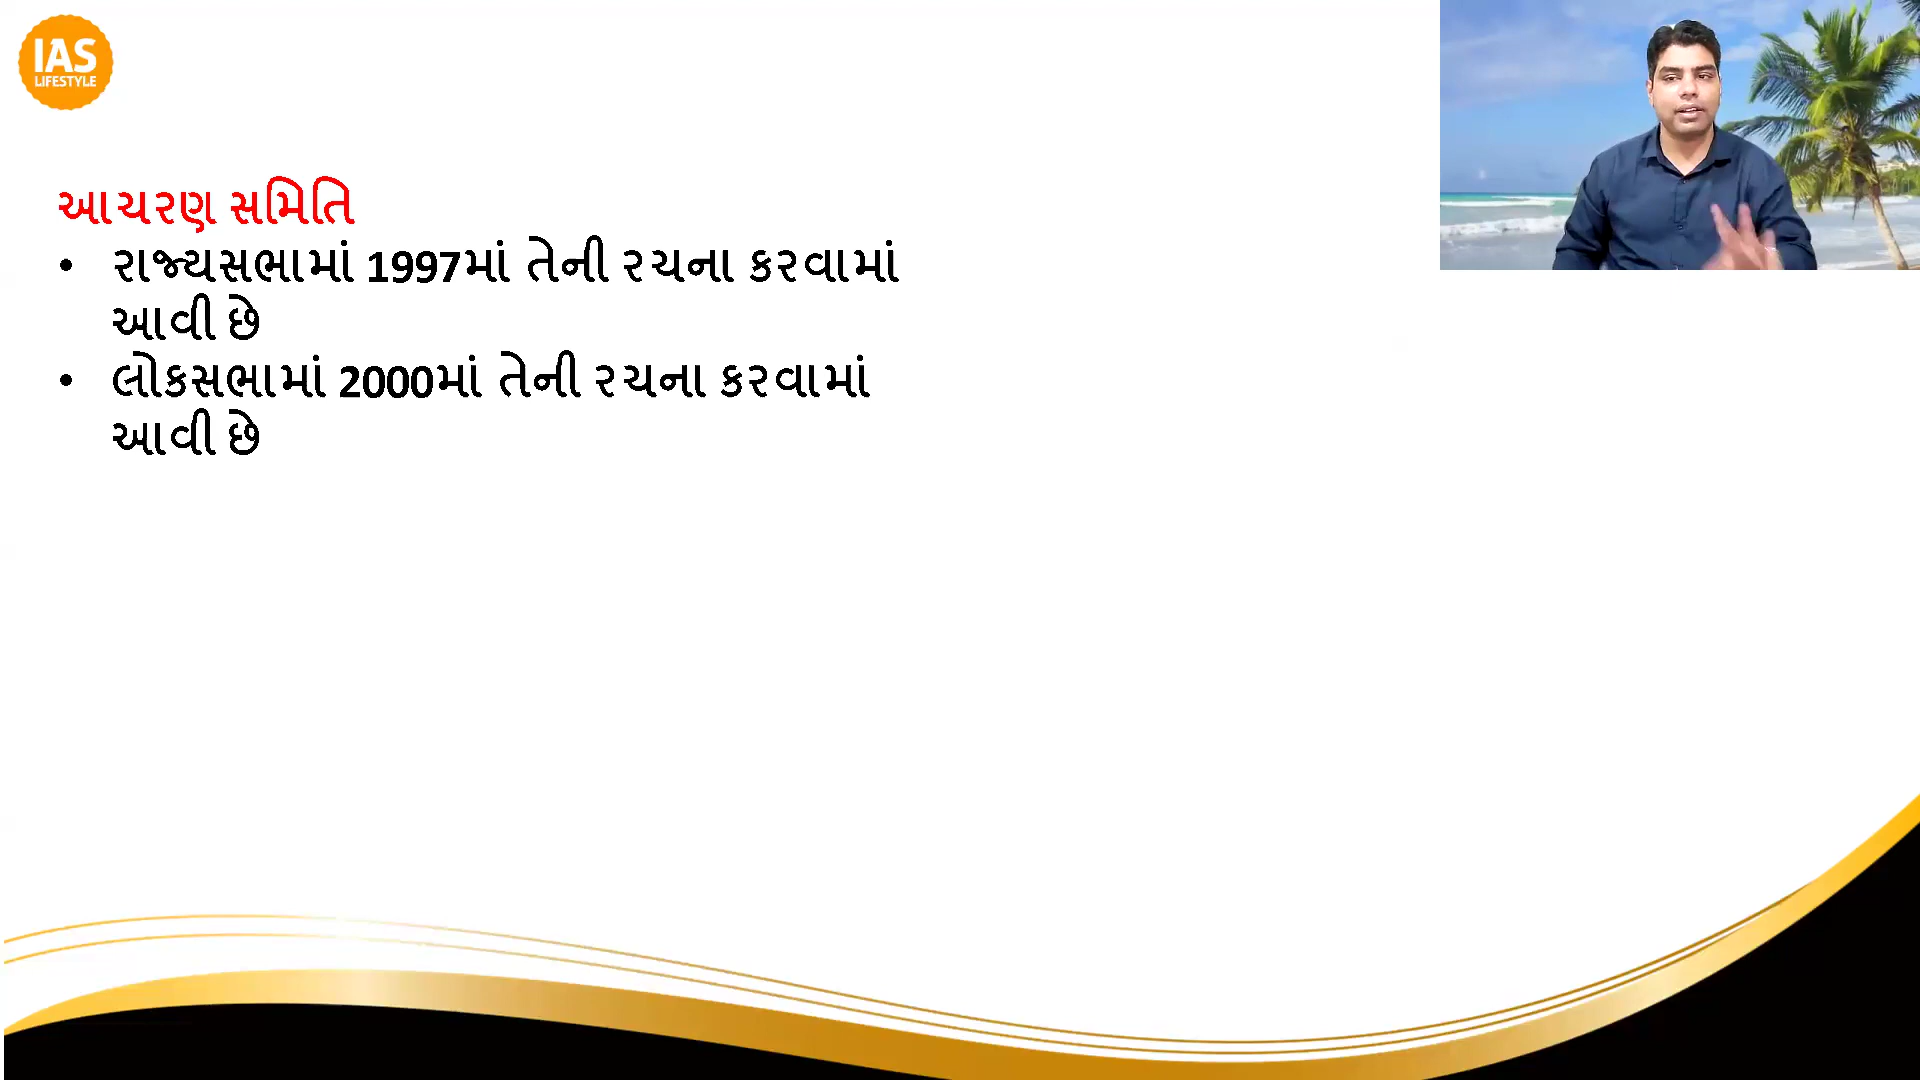 IAS
LIFESTYLE
આચરણ સમિતિ
• રાજ્યસભામાં 1997માં તેની રચના કરવામાં
આવી છે
• લોકસભામાં 2000માં તેની રચના કરવામાં
આવી છે